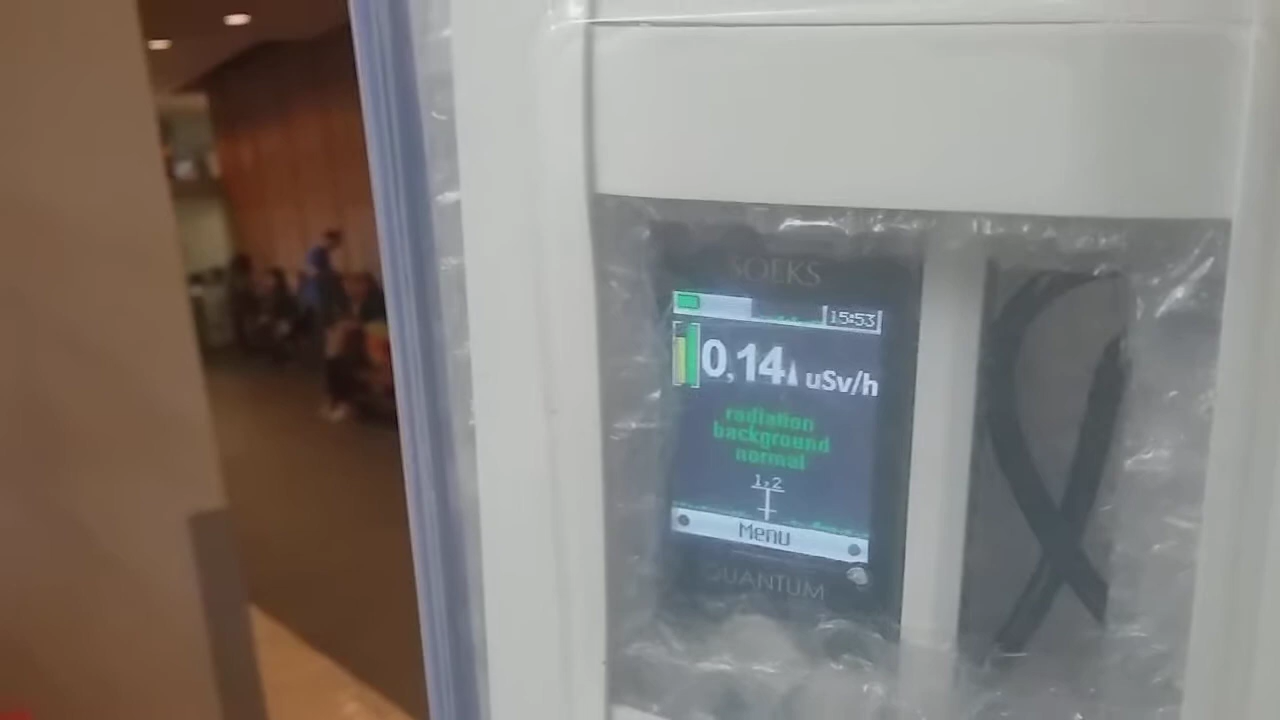 SOEKS
15:53
0,14 uSv/h
radiation
background
normal
1,2
Menu
QUANTUM